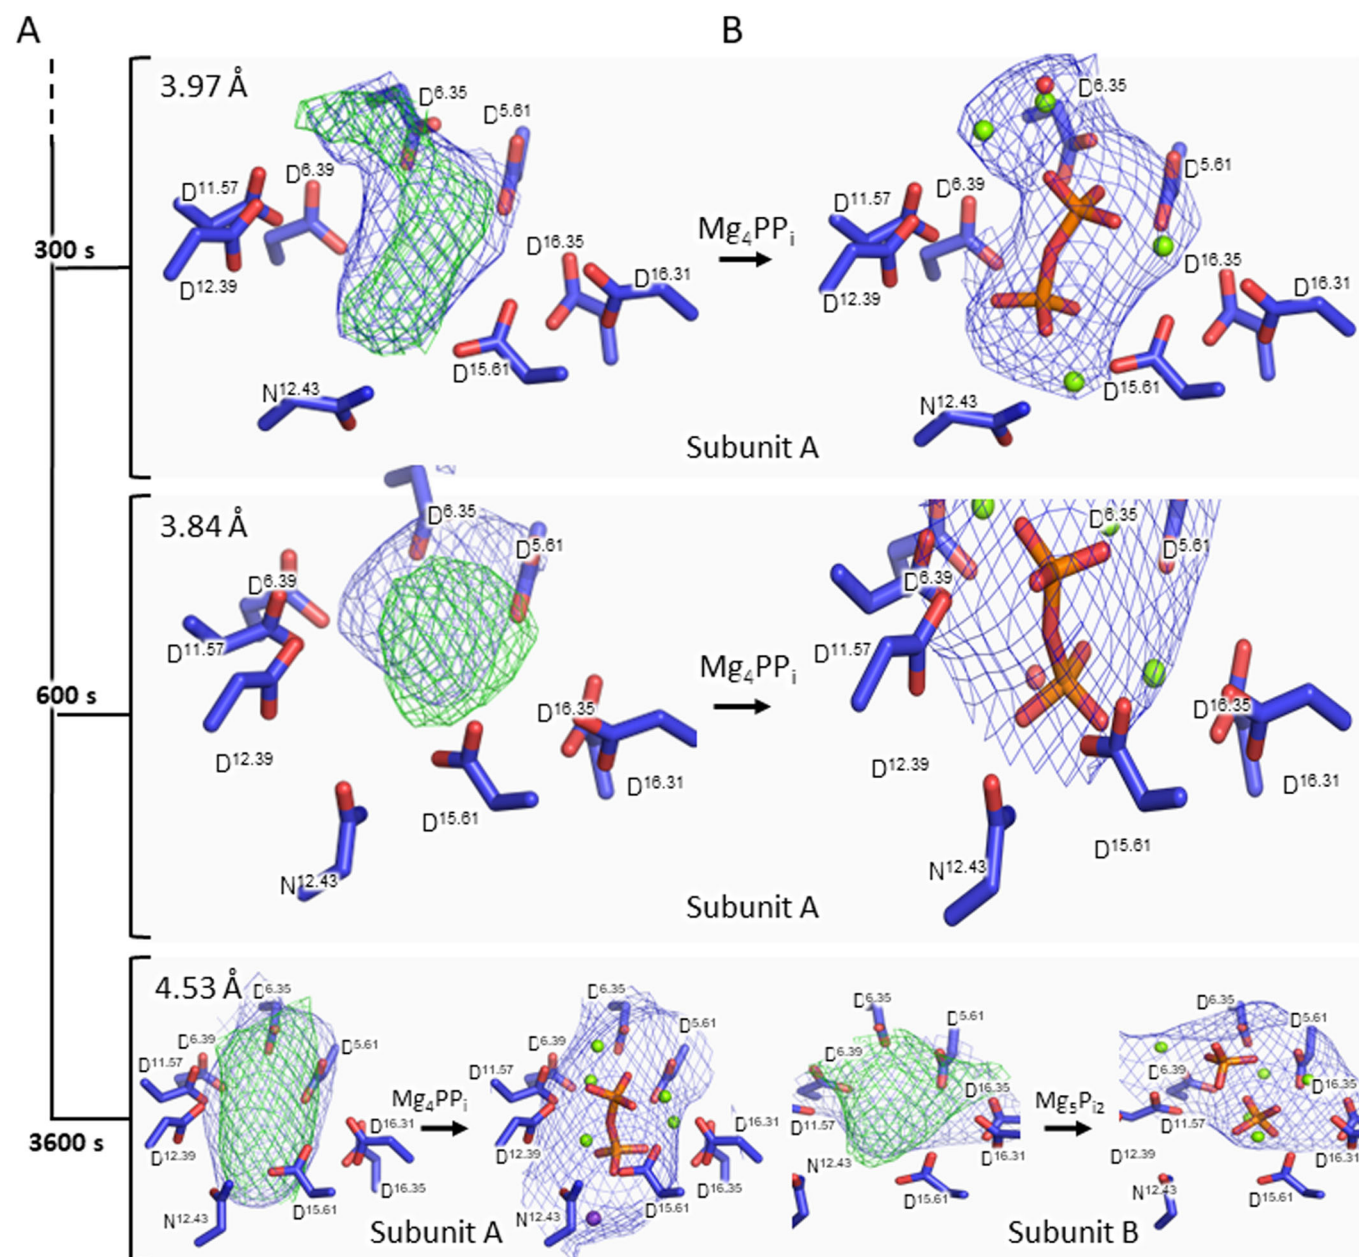 A
B
3.97 Å
D6.35
D5.61
D11.57
D6.39
D12.39
D16.35
D16.31
D15.61
N12.43
300 s
Mg4PPi
D6.35
D5.61
D11.57
D6.39
D12.39
D16.35
D16.31
D15.61
N12.43
Subunit A
3.84 Å
D6.35
D5.61
D6.39
D11.57
D12.39
D16.35
D16.31
D15.61
N12.43
600 s
Mg4PPi
D6.35
D5.61
D6.39
D11.57
D12.39
D16.35
D16.31
D15.61
N12.43
Subunit A
4.53 Å
D6.35
D6.39
D5.61
D11.57
D12.39
D16.31
D16.35
N12.43
D15.61
3600 s
Mg4PPi
D6.35
D5.61
D6.39
D11.57
D12.39
D16.31
D16.35
N12.43
D15.61
Subunit A
D6.35
D5.61
D6.39
D16.35
D11.57
D16.31
N12.43
D15.61
Mg5Pi2
D6.35
D5.61
D6.39
D16.35
D11.57
D12.39
D16.31
N12.43
D15.61
Subunit B